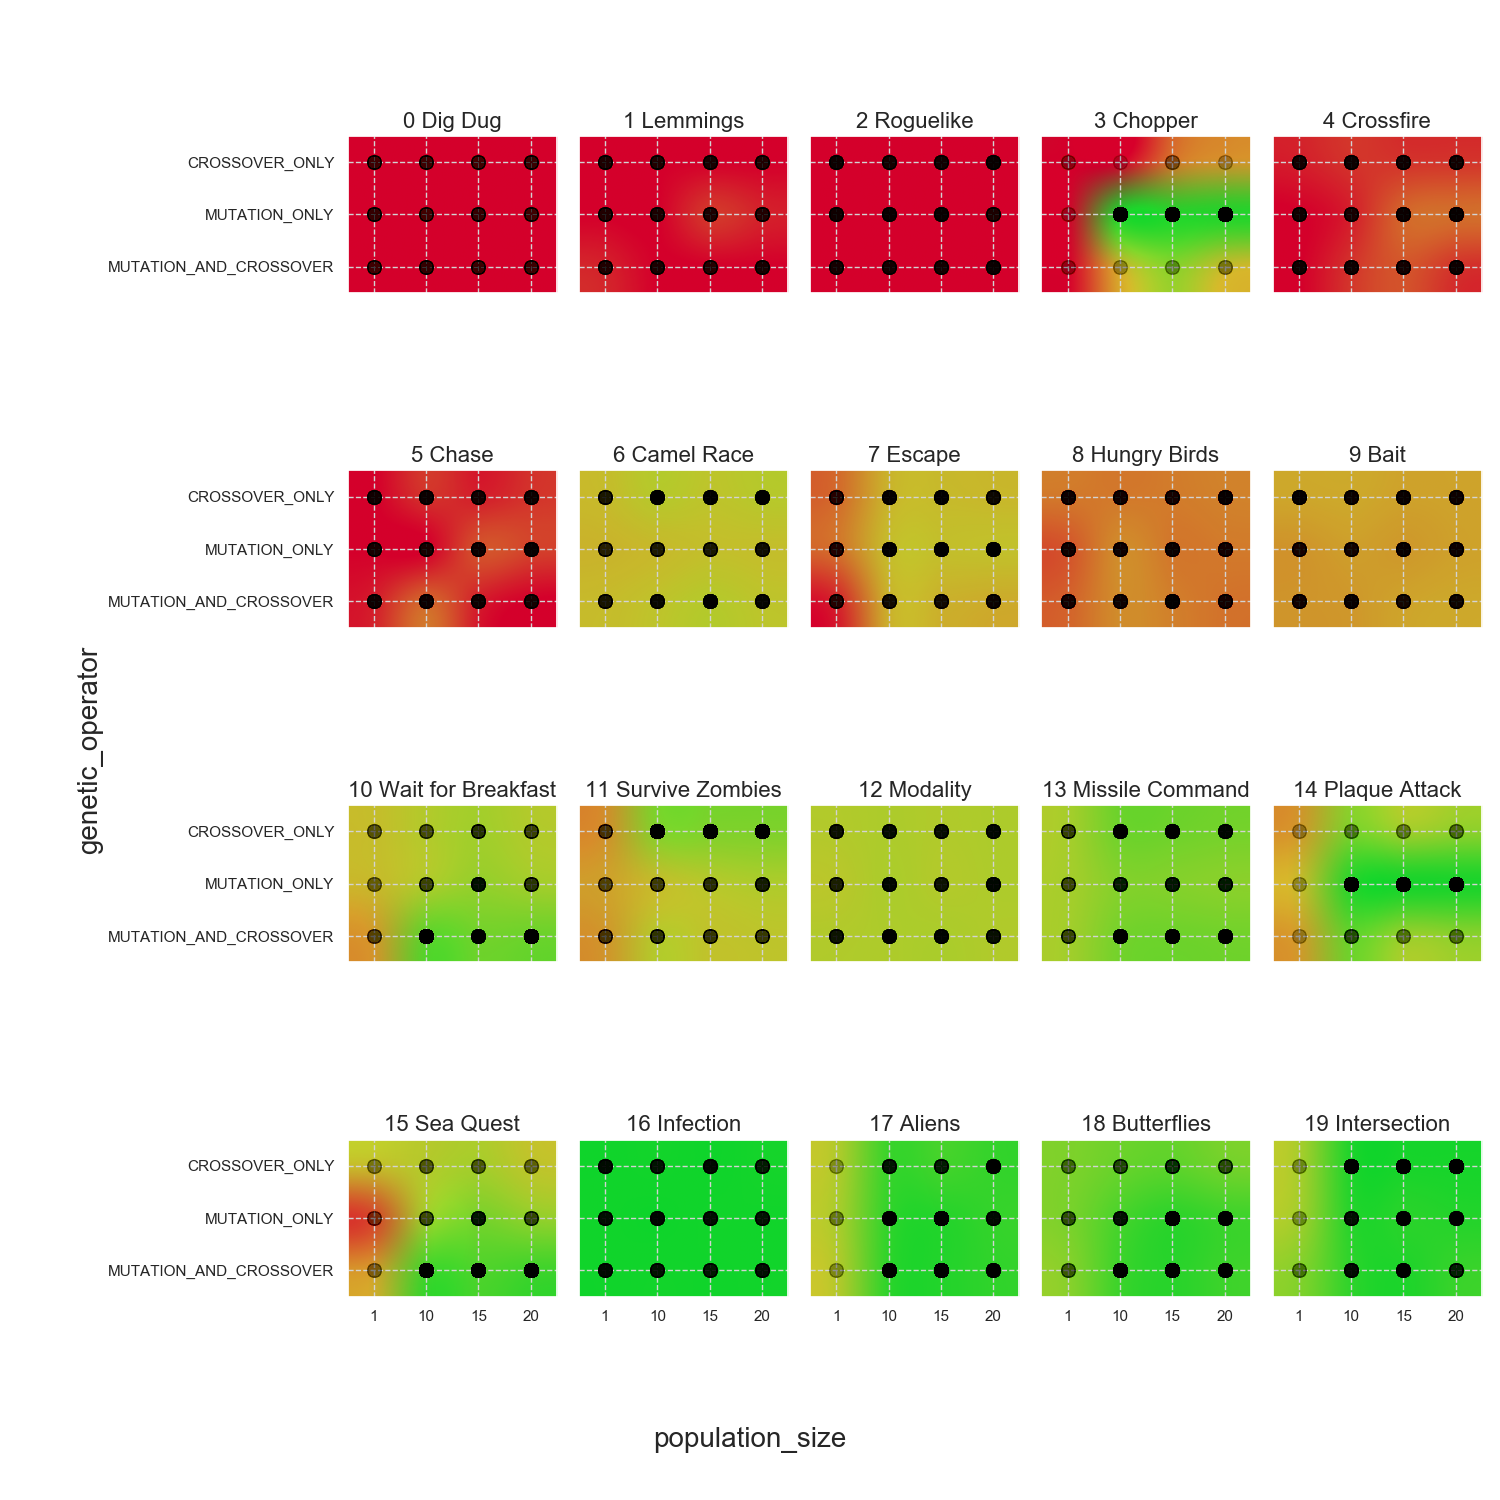 0 Dig Dug
1 Lemmings
2 Roguelike
3 Chopper
4 Crossfire
CROSSOVER_ONLY
MUTATION_ONLY
MUTATION_AND_CROSSOVER
5 Chase
6 Camel Race
7 Escape
8 Hungry Birds
9 Bait
CROSSOVER_ONLY
MUTATION_ONLY
MUTATION_AND_CROSSOVER
genetic_operator
10 Wait for Breakfast
11 Survive Zombies
12 Modality
13 Missile Command
14 Plaque Attack
CROSSOVER_ONLY
MUTATION_ONLY
MUTATION_AND_CROSSOVER
15 Sea Quest
16 Infection
17 Aliens
18 Butterflies
19 Intersection
CROSSOVER_ONLY
MUTATION_ONLY
MUTATION_AND_CROSSOVER
1 10 15 20
1 10 15 20
1 10 15 20
1 10 15 20
1 10 15 20
population_size